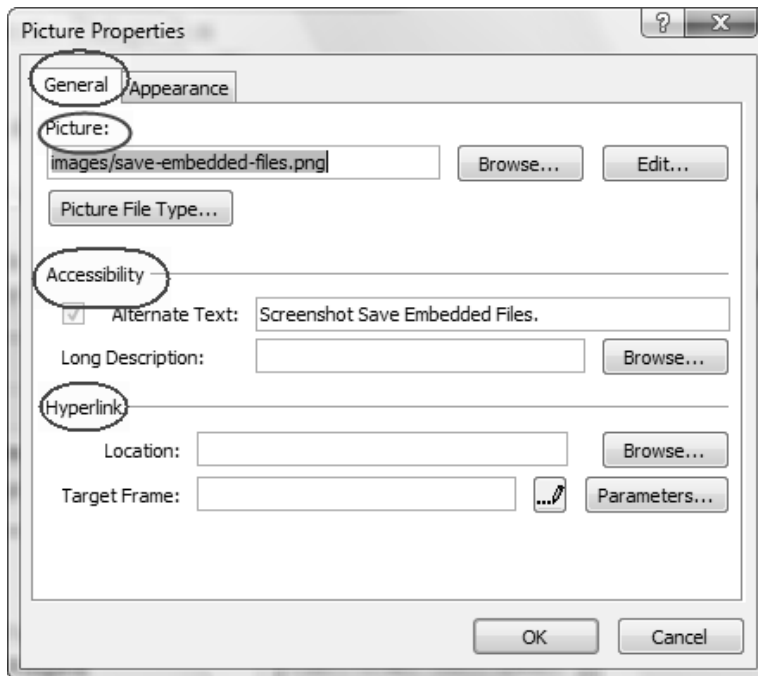 Picture Properties
?
X
General Appearance
Picture:
images/save-embedded-files.png Browse... Edit...
Picture File Type...
Accessibility
Alternate Text: Screenshot Save Embedded Files.
Long Description: Browse...
Hyperlink
Location: Browse...
Target Frame: ... Parameters...
OK Cancel